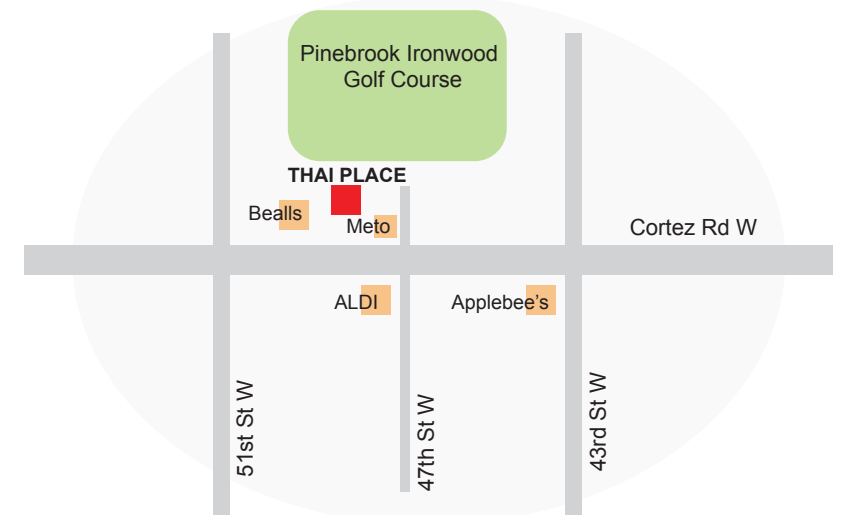 Pinebrook Ironwood
Golf Course
THAI PLACE
Bealls
Meto
Cortez Rd W
ALDI
Applebee's
51st St W
47th St W
43rd St W